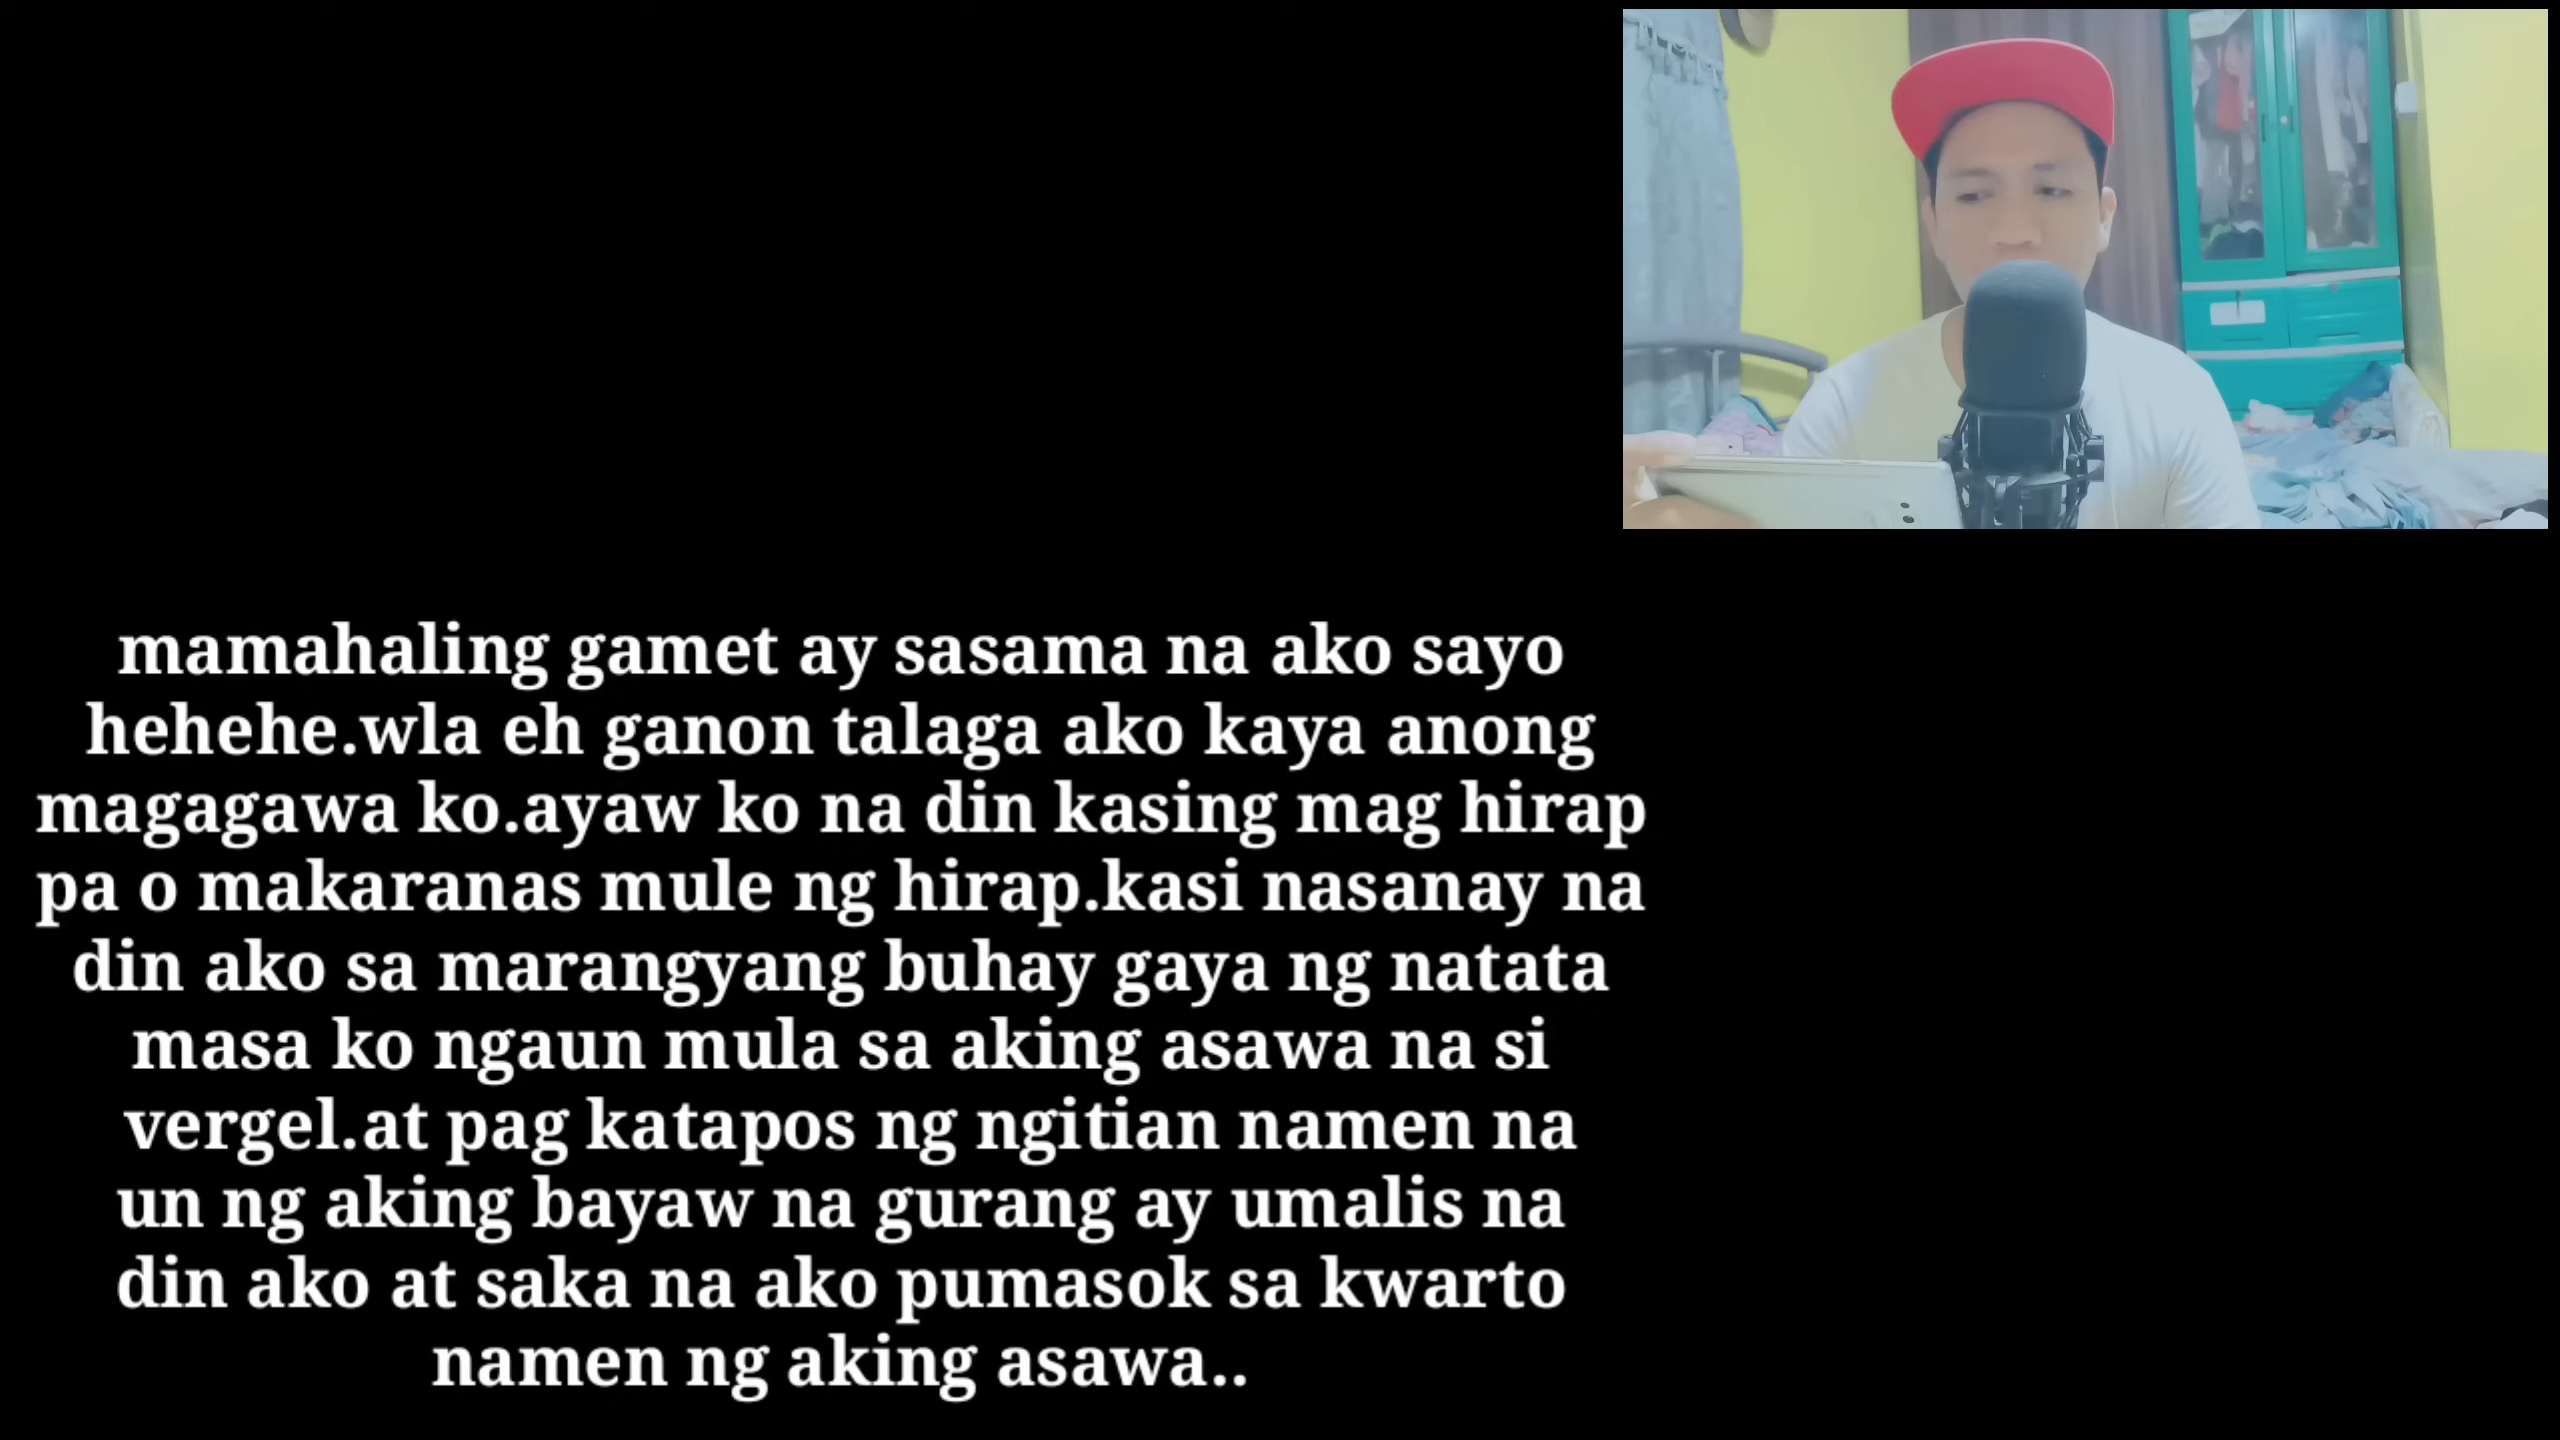 mamahaling gamet ay sasama na ako sayo
hehehe.wla eh ganon talaga ako kaya anong
magagawa ko.ayaw ko na din kasing mag hirap
pa o makaranas mule ng hirap.kasi nasanay na
din ako sa marangyang buhay gaya ng natata
masa ko ngaun mula sa aking asawa na si
vergel.at pag katapos ng ngitian namen na
un ng aking bayaw na gurang ay umalis na
din ako at saka na ako pumasok sa kwarto
namen ng aking asawa..